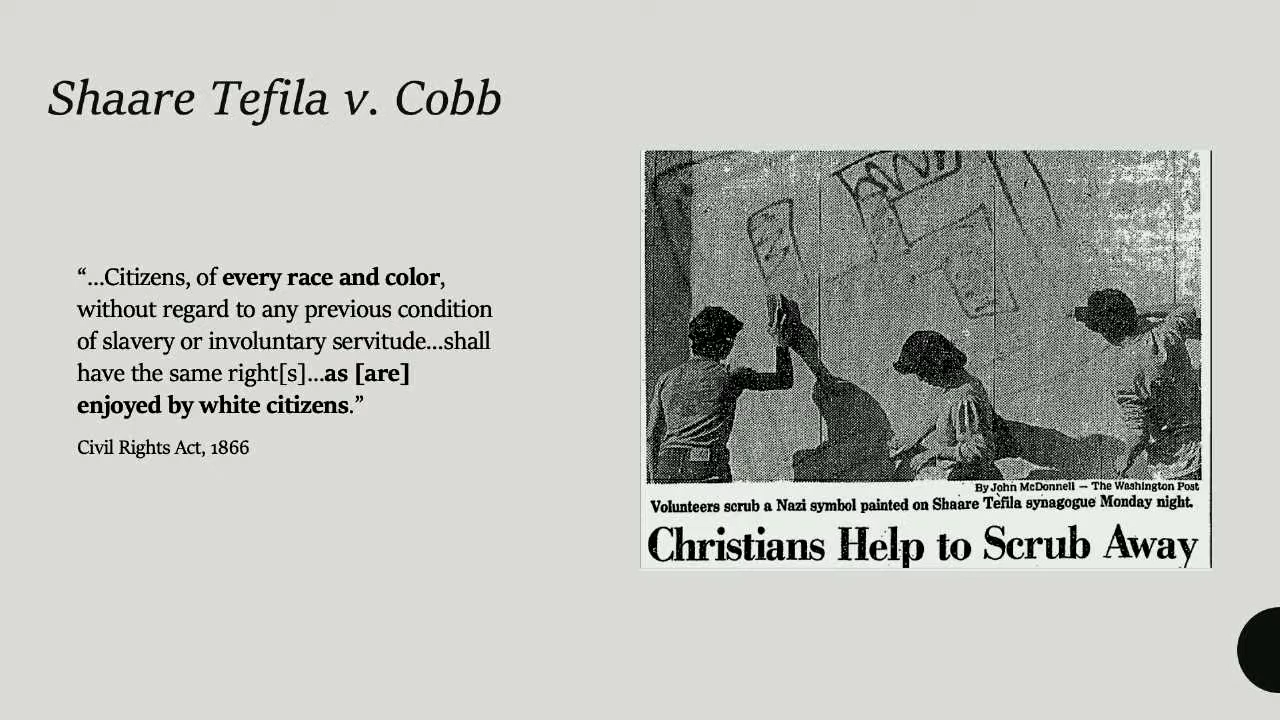 Shaare Tefila v. Cobb
“...Citizens, of every race and color,
without regard to any previous condition
of slavery or involuntary servitude...shall
have the same right[s]...as [are]
enjoyed by white citizens.”
Civil Rights Act, 1866
By John McDonnell — The Washington Post
Volunteers scrub a Nazi symbol painted on Shaare Tefila synagogue Monday night.
Christians Help to Scrub Away